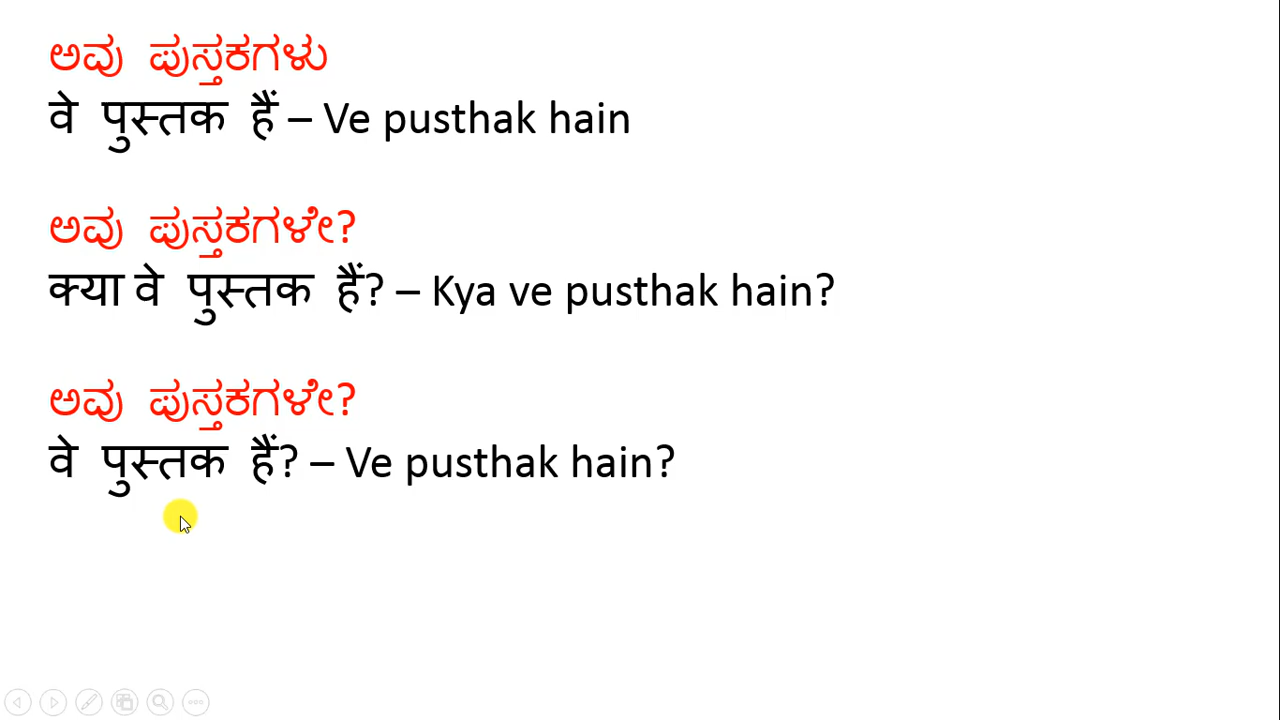 ಅವು ಪುಸ್ತಕಗಳು
वे पुस्तक हैं – Ve pusthak hain
ಅವು ಪುಸ್ತಕಗಳೇ?
क्या वे पुस्तक हैं? – Kya ve pusthak hain?
ಅವು ಪುಸ್ತಕಗಳೇ?
वे पुस्तक हैं? – Ve pusthak hain?